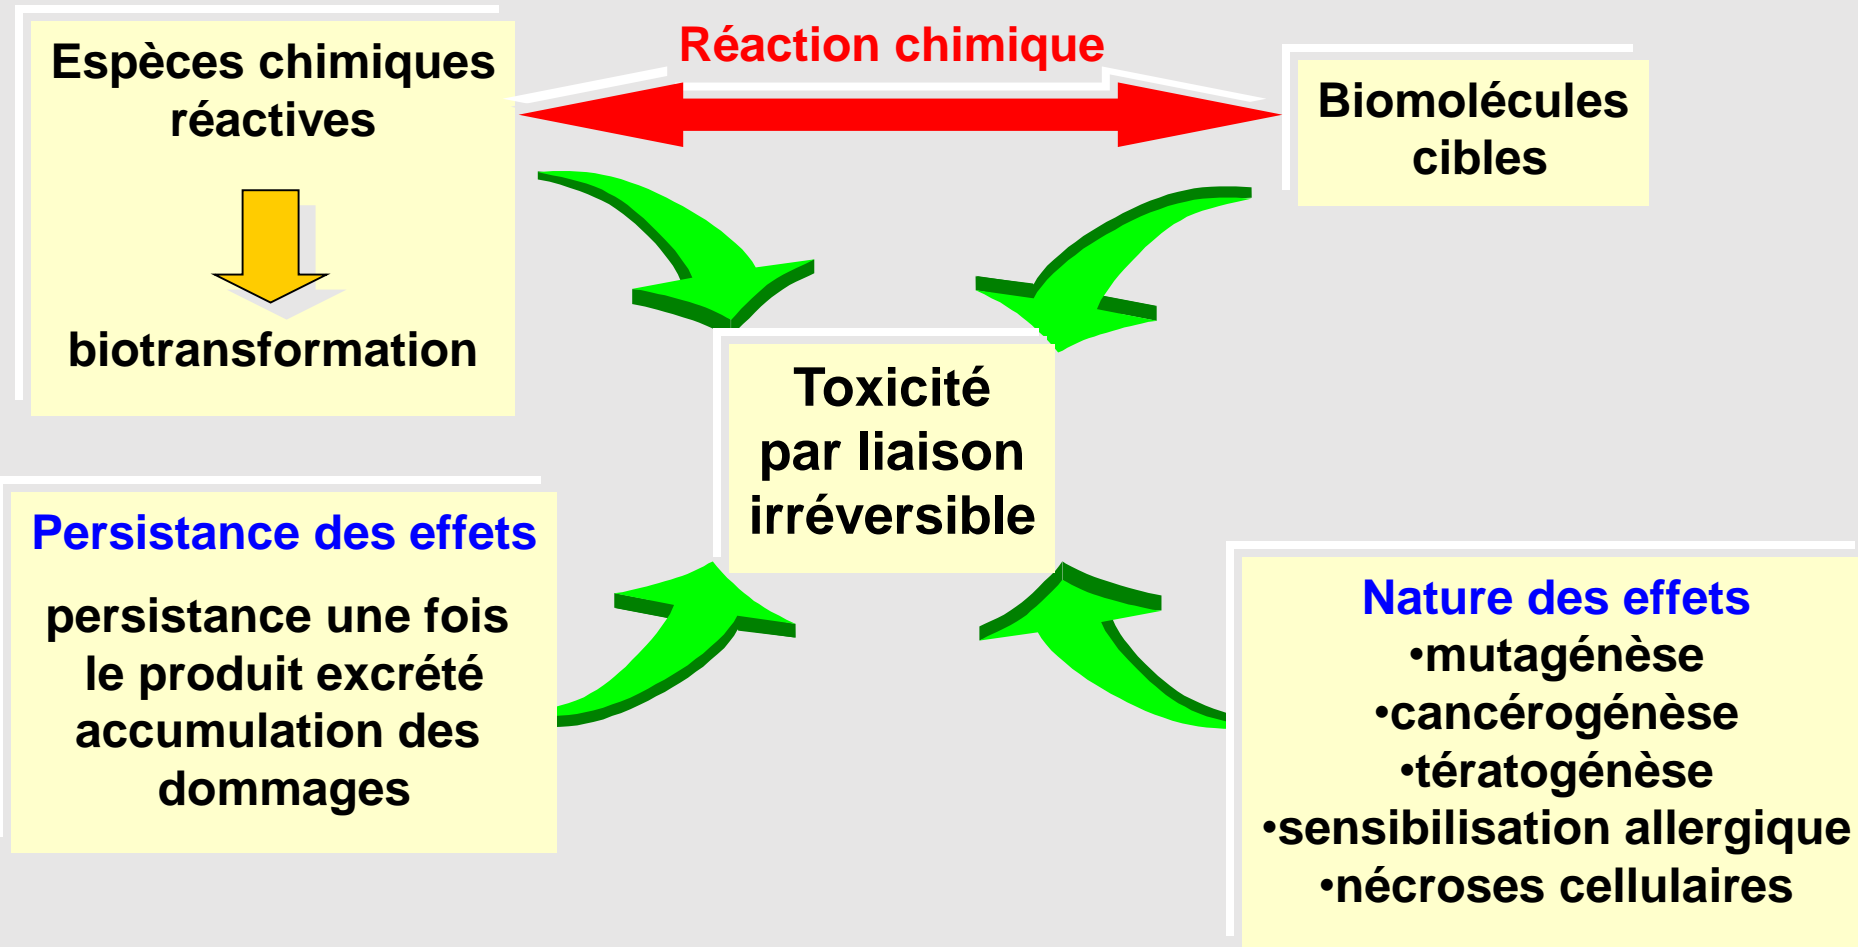 Espèces chimiques
réactives
biotransformation
Réaction chimique
Biomolécules
cibles
Toxicité
par liaison
irréversible
Persistance des effets
persistance une fois
le produit excrété
accumulation des
dommages
Nature des effets
•mutagénèse
•cancérogénèse
•tératogénèse
•sensibilisation allergique
•nécroses cellulaires